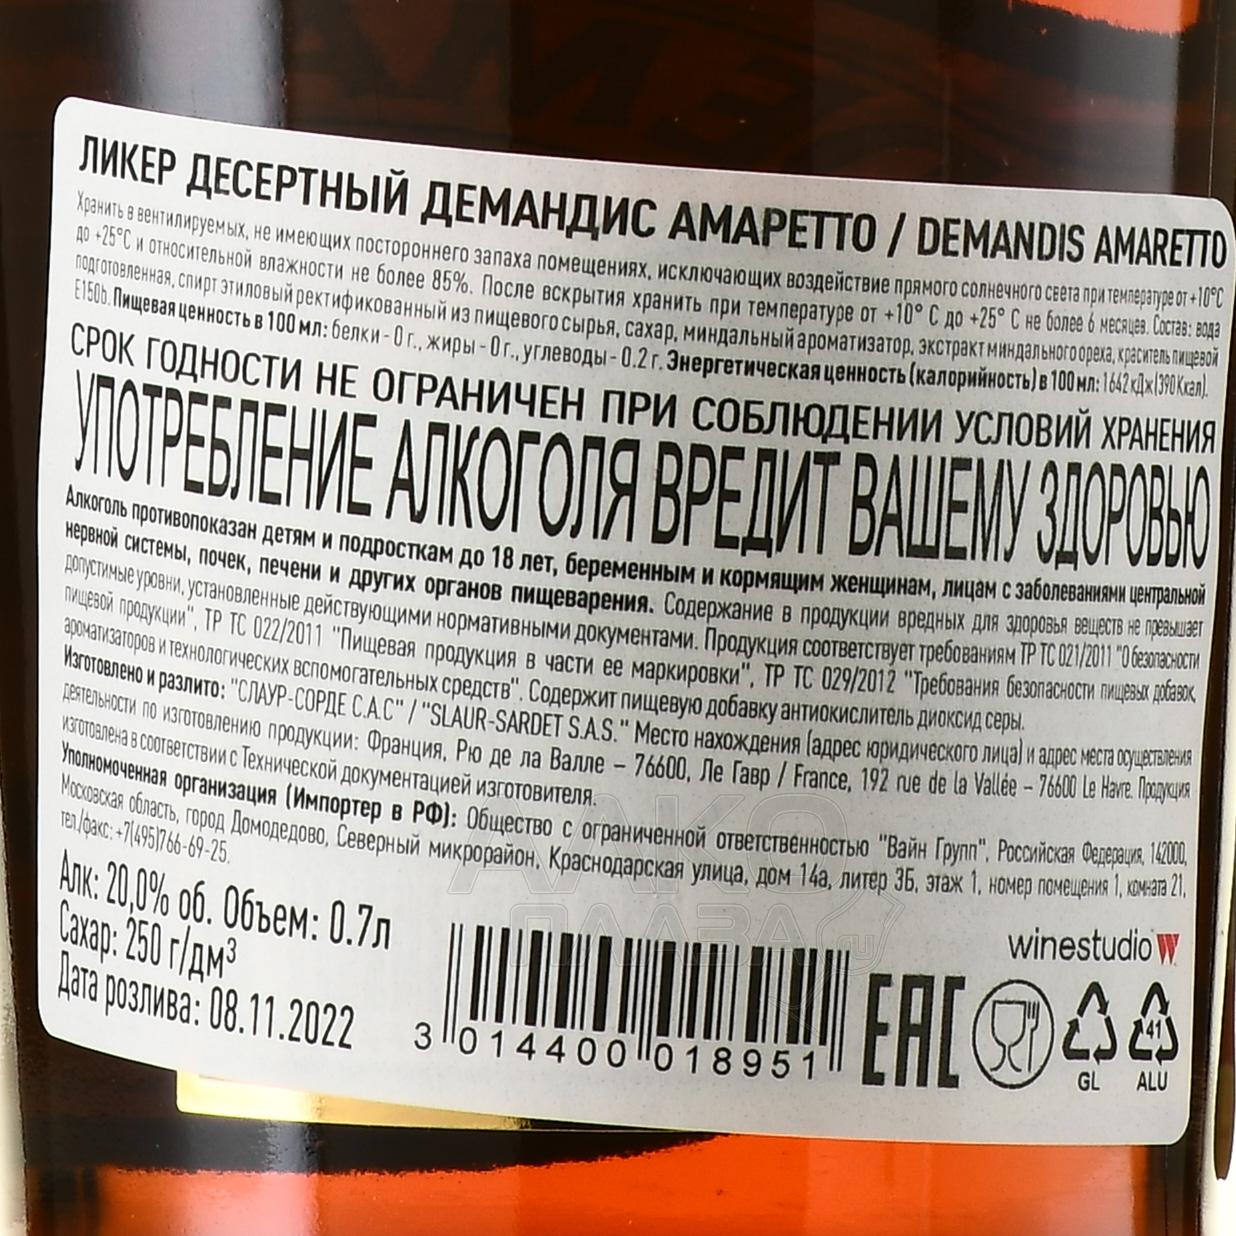 ЛИКЕР ДЕСЕРТНЫЙ ДЕМАНДИС АМАРЕТТО / DEMANDIS AMARETTO
Хранить в вентилируемых, не имеющих постороннего запаха помещениях, исключающих воздействие прямого солнечного света при температуре от +10°С
до +25°С и относительной влажности не более 85%. После вскрытия хранить при температуре от +10° С до +25° С не более 6 месяцев. Состав: вода
подготовленная, спирт этиловый ректификованный из пищевого сырья, сахар, миндальный ароматизатор, экстракт миндального ореха, краситель пищевой
Е150b. Пищевая ценность в 100 мл: белки - 0 г., жиры - 0 г., углеводы - 0.2 г. Энергетическая ценность (калорийность) в 100 мл: 1642 кДж (390 Ккал).
СРОК ГОДНОСТИ НЕ ОГРАНИЧЕН ПРИ СОБЛЮДЕНИИ УСЛОВИЙ ХРАНЕНИЯ
УПОТРЕБЛЕНИЕ АЛКОГОЛЯ ВРЕДИТ ВАШЕМУ ЗДОРОВЬЮ
Алкоголь противопоказан детям и подросткам до 18 лет, беременным и кормящим женщинам, лицам с заболеваниями центральной
нервной системы, почек, печени и других органов пищеварения. Содержание в продукции вредных для здоровья веществ не превышает
допустимые уровни, установленные действующими нормативными документами. Продукция соответствует требованиям ТР ТС 021/2011 "О безопасности
пищевой продукции", ТР ТС 022/2011 "Пищевая продукция в части ее маркировки", ТР ТС 029/2012 "Требования безопасности пищевых добавок,
ароматизаторов и технологических вспомогательных средств". Содержит пищевую добавку антиокислитель диоксид серы.
Изготовлено и разлито: "СЛАУР-СОРДЕ С.А.С" / "SLAUR-SARDET S.A.S." Место нахождения (адрес юридического лица) и адрес места осуществления
деятельности по изготовлению продукции: Франция, Рю де ла Валле – 76600, Ле Гавр / France, 192 rue de la Vallée – 76600 Le Havre. Продукция
изготовлена в соответствии с Технической документацией изготовителя.
Уполномоченная организация (Импортер в РФ): Общество с ограниченной ответственностью "Вайн Групп", Российская Федерация, 142000,
Московская область, город Домодедово, Северный микрорайон, Краснодарская улица, дом 14а, литер 3Б, этаж 1, номер помещения 1, комната 21,
тел./факс: +7(495)766-69-25.
Алк: 20,0% об. Объем: 0.7л
Сахар: 250 г/дм³
Дата розлива: 08.11.2022
3 014400 018951
winestudio W
ЕАС
GL
41
ALU
АЛКО
ПЛАЗА
.ru